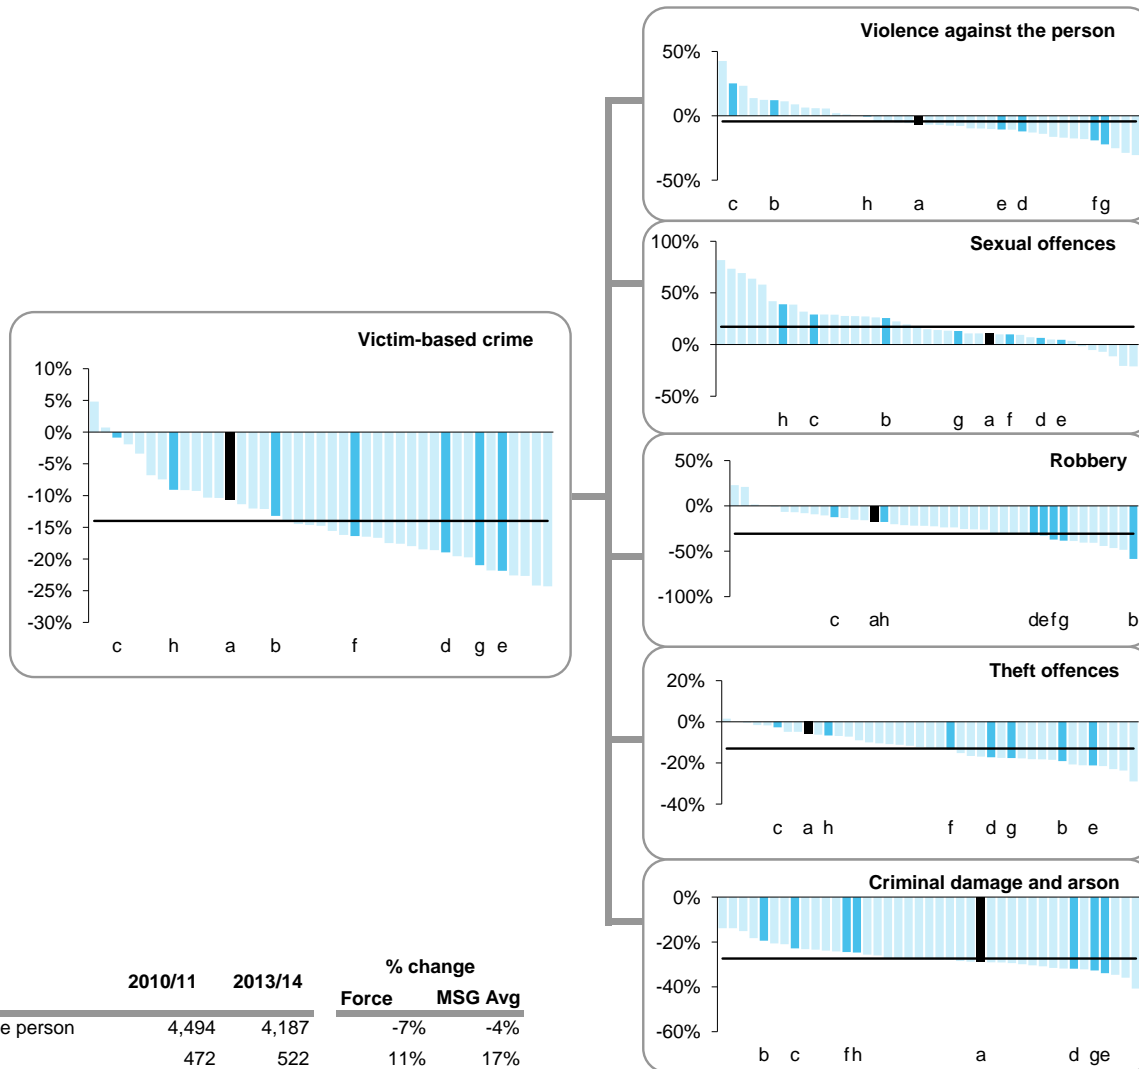 Violence against the person
50%
0%
-50%
c b h a e d f g
Sexual offences
100%
50%
0%
-50%
h c b g a f d e
Victim-based crime
10%
5%
0%
-5%
-10%
-15%
-20%
-25%
-30%
c h a b f d g e
Robbery
50%
0%
-50%
-100%
c a h d e f g b
Theft offences
20%
0%
-20%
-40%
c a h f d g b e
Criminal damage and arson
0%
-20%
-40%
-60%
b c f h a d g e
% change
2010/11 2013/14
Force MSG Avg
e person 4,494 4,187 -7% -4%
472 522 11% 17%